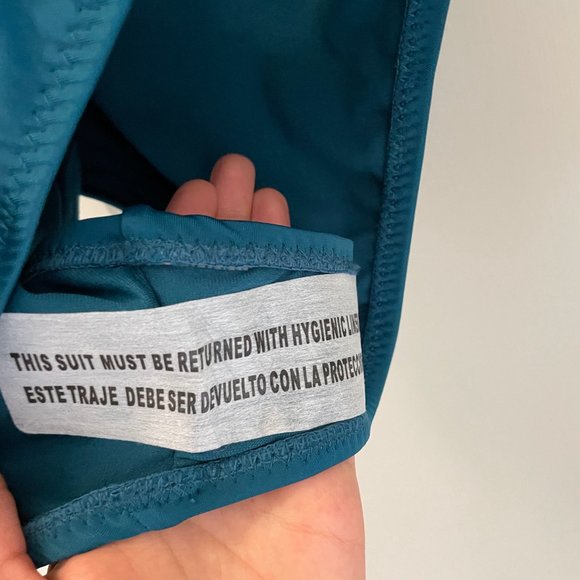 THIS SUIT MUST BE RETURNED WITH HYGIENIC
ESTE TRAJE DEBE SER DEVUELTO CON LA